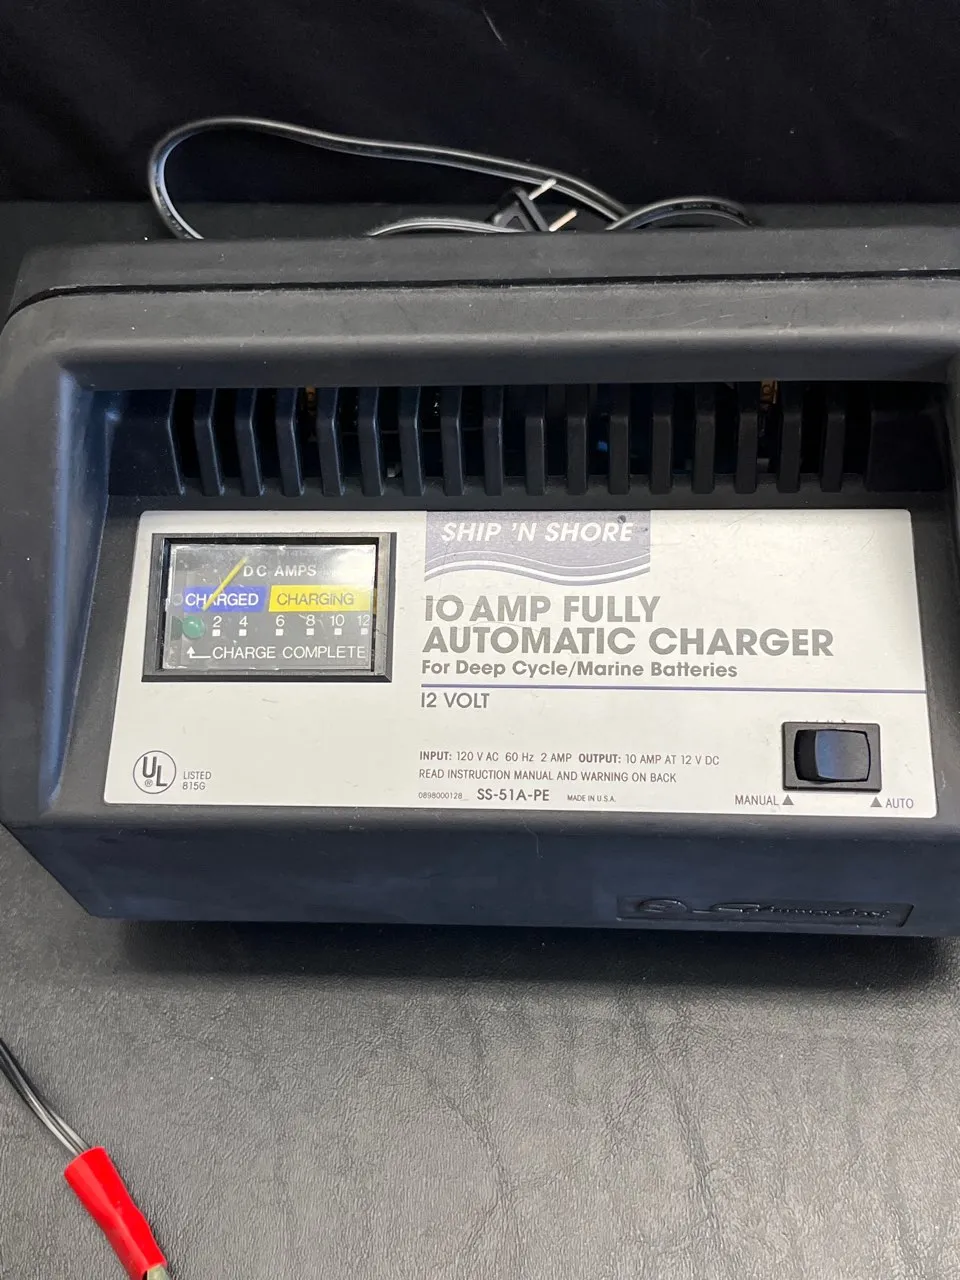 SHIP 'N SHORE
DC AMPS
CHARGED CHARGING
2 4 6 8 10 12
CHARGE COMPLETE
10 AMP FULLY
AUTOMATIC CHARGER
For Deep Cycle/Marine Batteries
12 VOLT
UL
®
LISTED
815G
INPUT: 120 V AC 60 Hz 2 AMP OUTPUT: 10 AMP AT 12 V DC
READ INSTRUCTION MANUAL AND WARNING ON BACK
0898000128 SS-51A-PE MADE IN U.S.A.
MANUAL ▲ ▲ AUTO
Schumacher